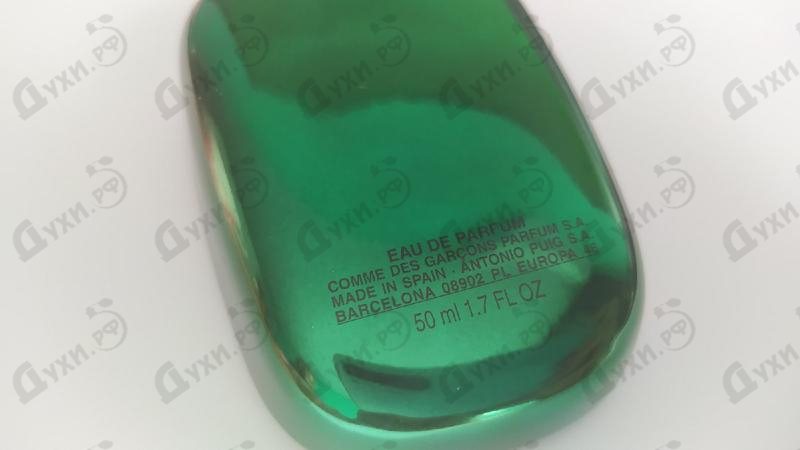 EAU DE PARFUM
COMME DES GARÇONS PARFUM S.A.
MADE IN SPAIN · ANTONIO PUIG S.A.
BARCELONA 08902 PL. EUROPA 46
50 ml 1.7 FL OZ
Духи.РФ